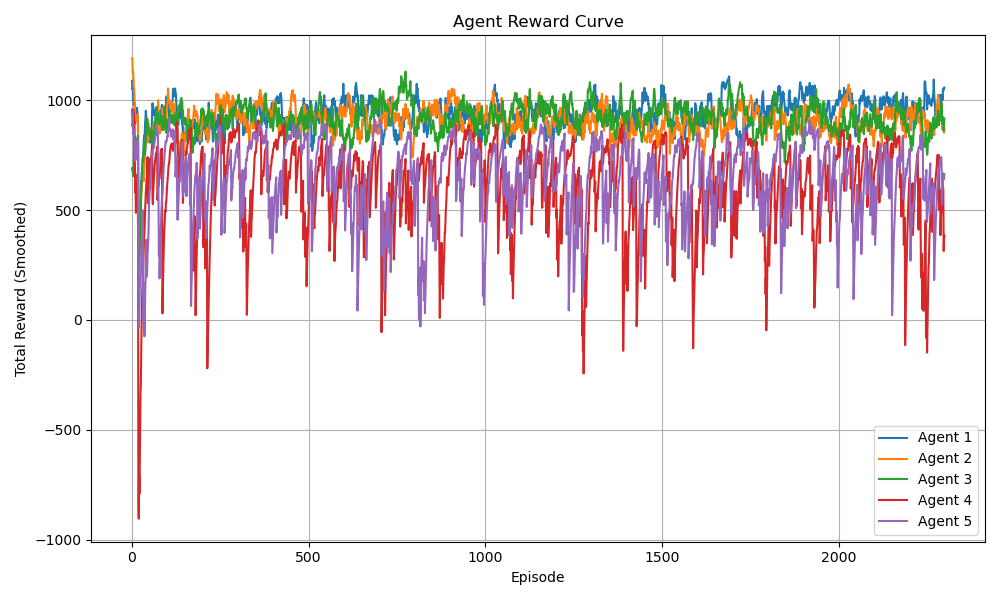 Agent Reward Curve
Total Reward (Smoothed)
1000
500
0
−500
−1000
0 500 1000 1500 2000
Episode
Agent 1
Agent 2
Agent 3
Agent 4
Agent 5